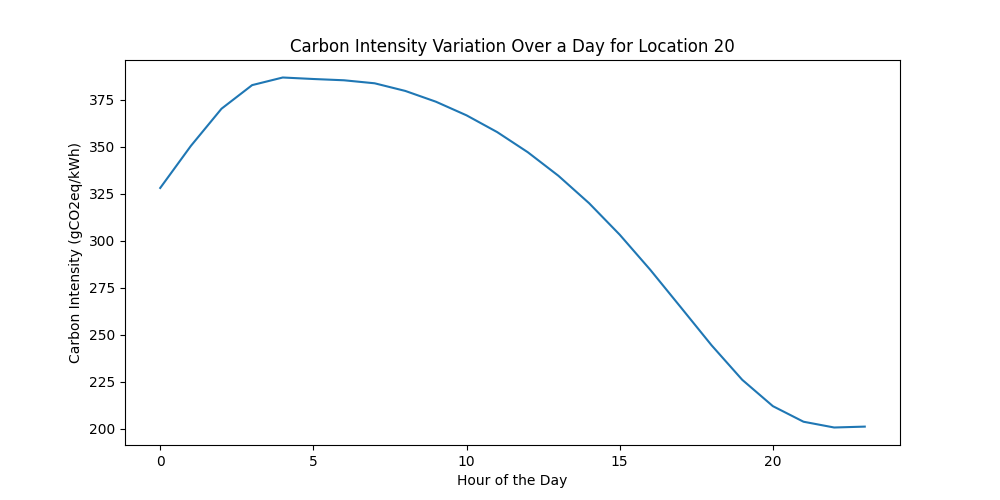 Carbon Intensity Variation Over a Day for Location 20
Carbon Intensity (gCO2eq/kWh)
375
350
325
300
275
250
225
200
0 5 10 15 20
Hour of the Day